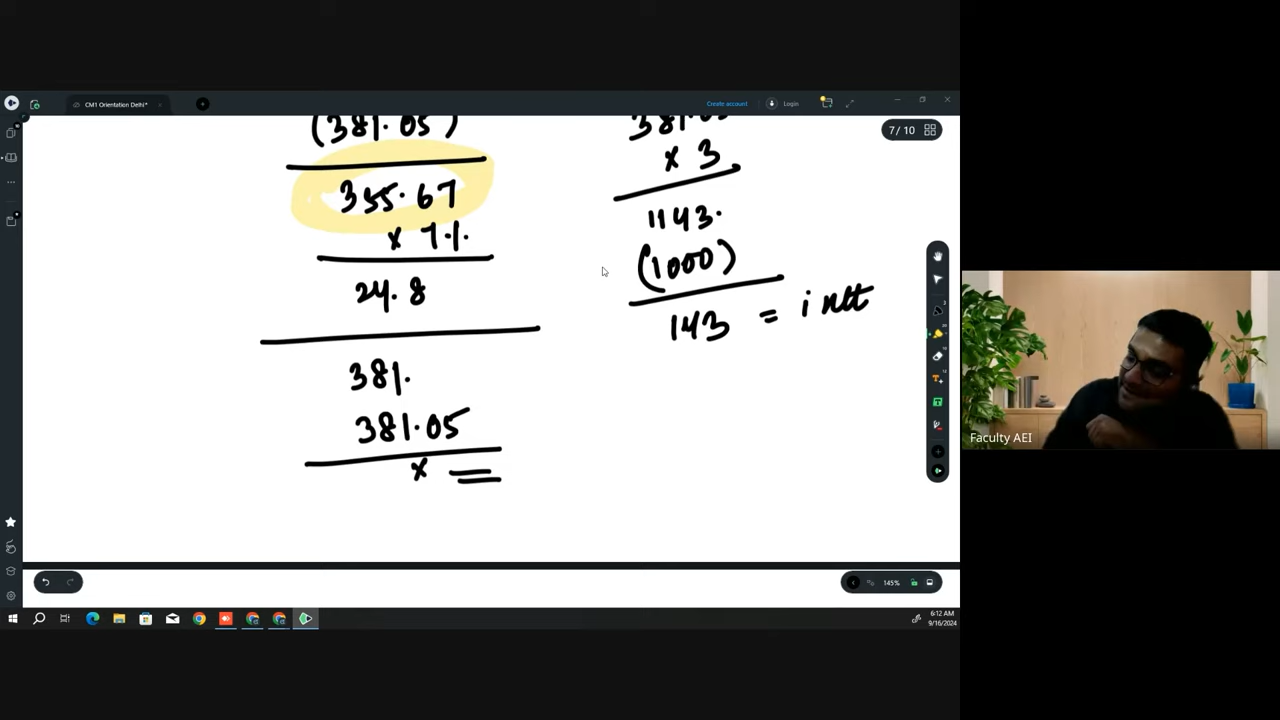 CM1 Orientation Delhi*
Create account
Login
7 / 10
(381.05)
355.67
x 7%
24.8
381.
381.05
x
x 3
1143.
(1000)
143 = i
Faculty AEI
145%
6:12 AM
9/16/2024